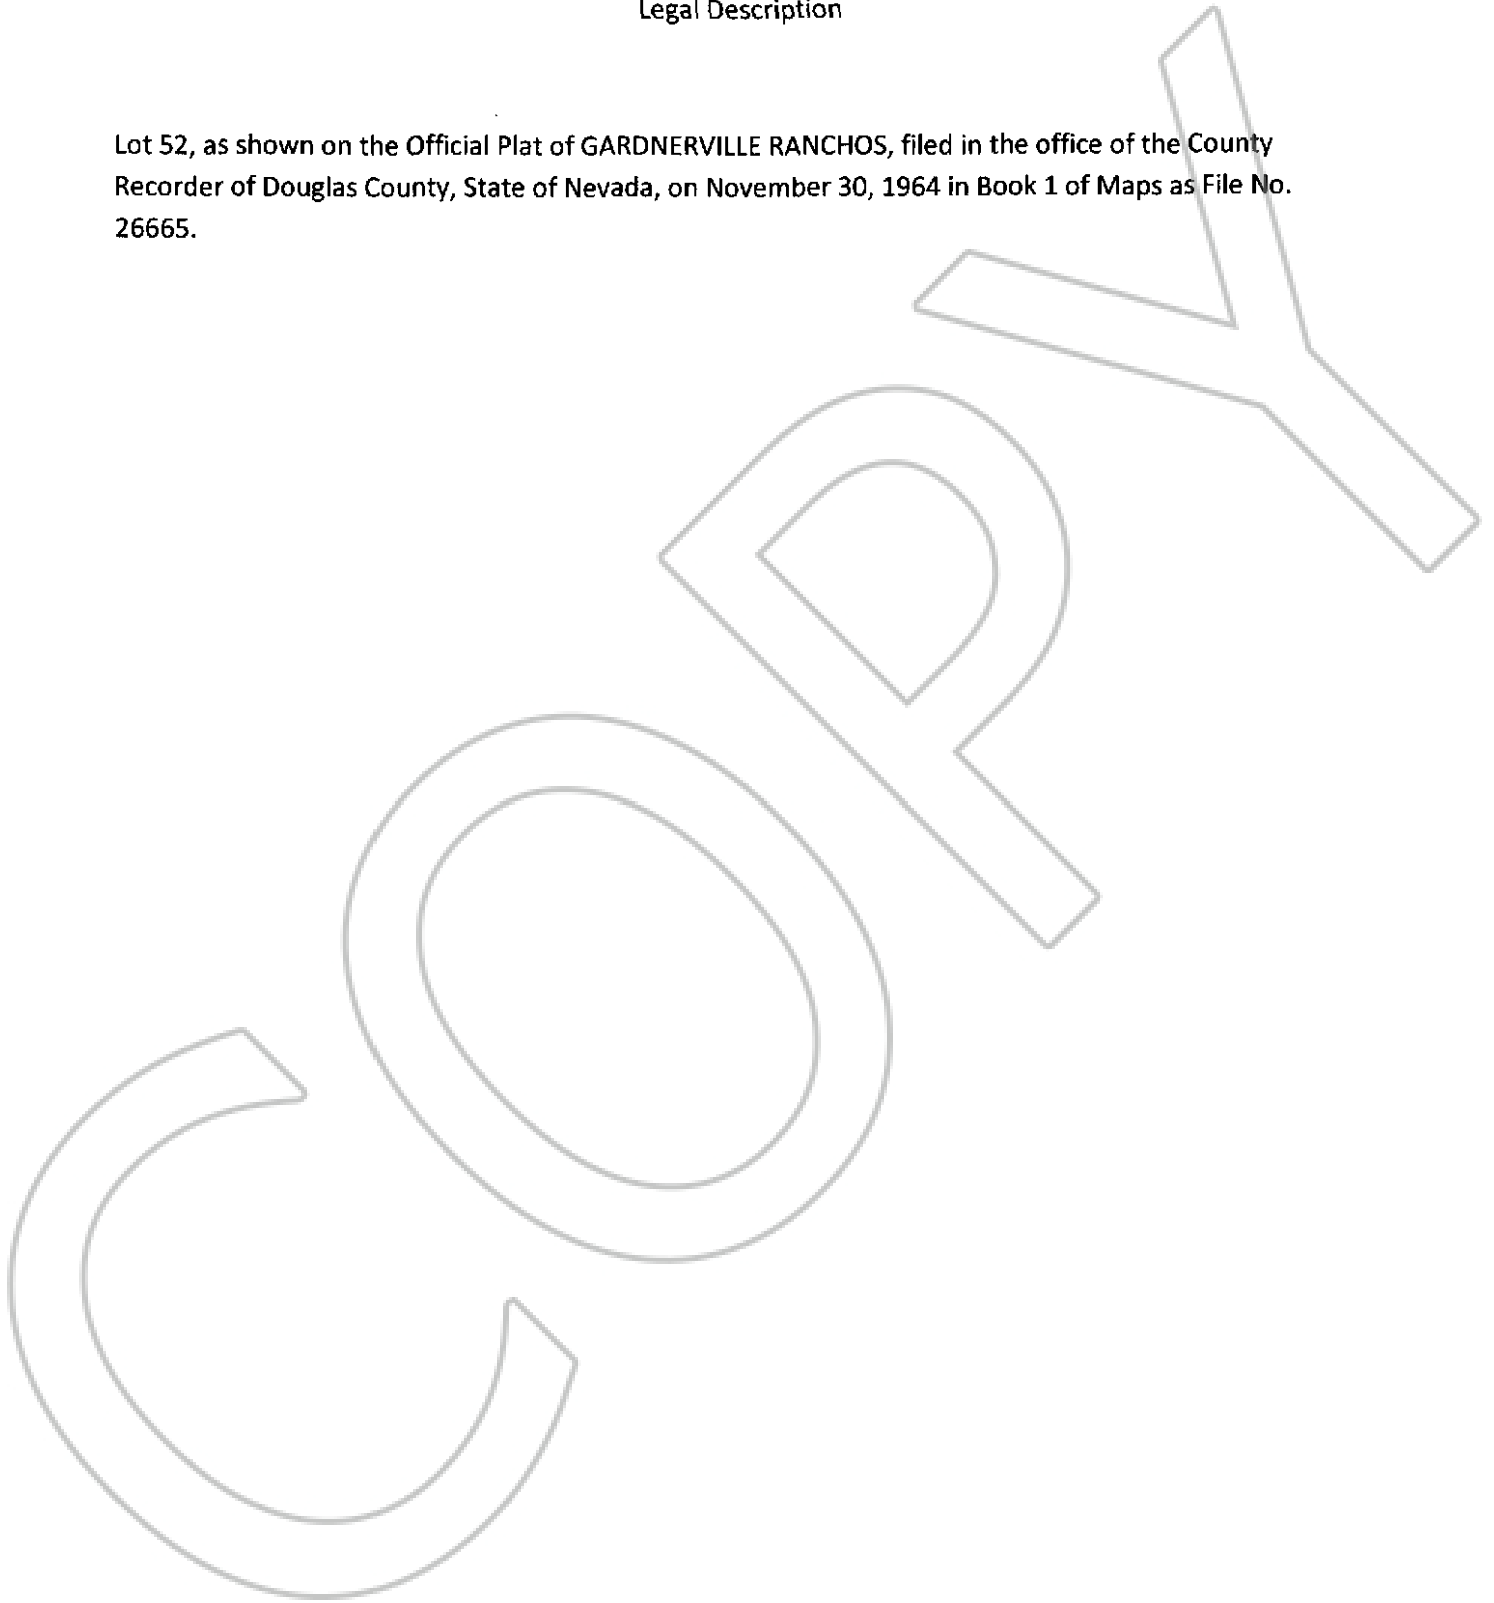 Legal Description
Lot 52, as shown on the Official Plat of GARDNERVILLE RANCHOS, filed in the office of the County
Recorder of Douglas County, State of Nevada, on November 30, 1964 in Book 1 of Maps as File No.
26665.
COPY